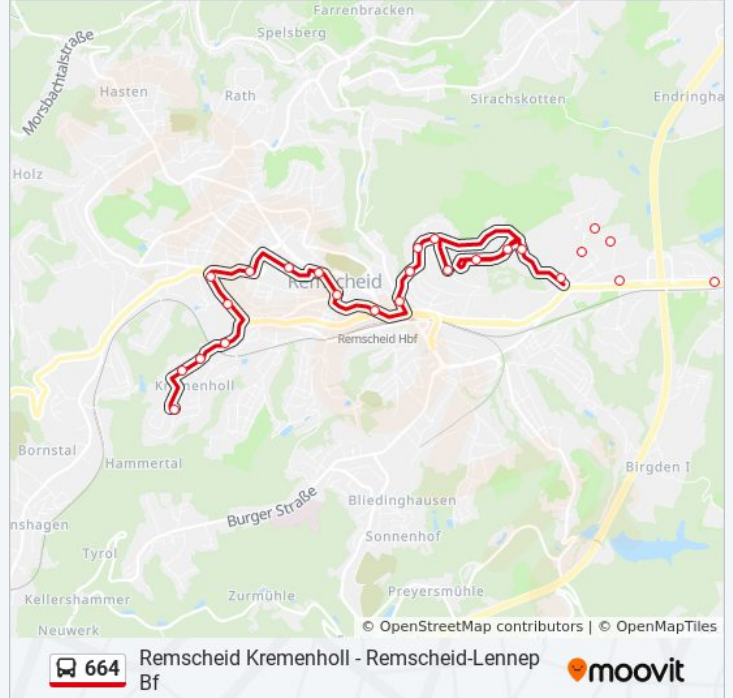 Farrenbracken
Spelsberg
Morsbachtalstraße
Hasten
Rath
Sirachskotten
Endringha
Holz
Remscheid
Remscheid Hbf
Kremenholl
Bornstal
Hammertal
Birgden I
Burger Straße
Bliedinghausen
nshagen
Sonnenhof
Tyrol
Kellershammer
Zurmühle
Preyersmühle
Neuwerk
© OpenStreetMap contributors | © OpenMapTiles
664
Remscheid Kremenholl - Remscheid-Lennep
Bf
moovit